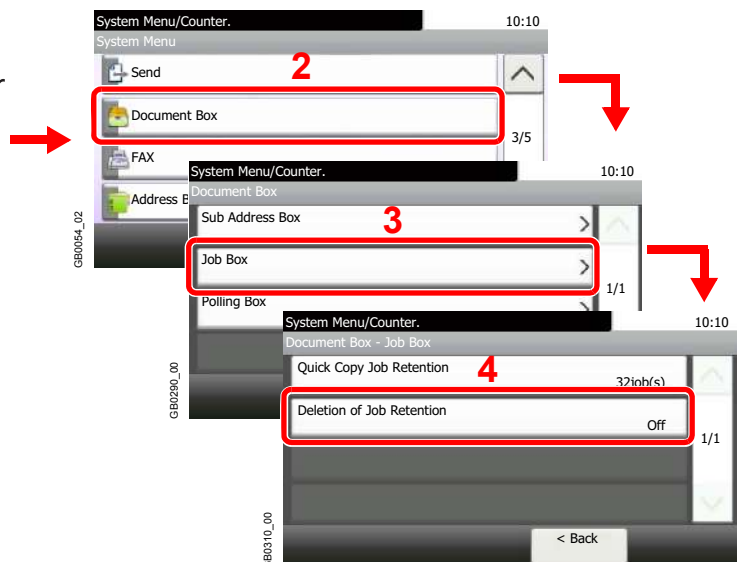 System Menu/Counter.
10:10
System Menu
r
Send
2
Document Box
3/5
FAX
Address B
GB0054_02
System Menu/Counter.
10:10
Document Box
Sub Address Box
3
Job Box
1/1
Polling Box
GB0290_00
System Menu/Counter.
10:10
Document Box - Job Box
Quick Copy Job Retention
4
32job(s)
Deletion of Job Retention
Off
1/1
GB0310_00
< Back